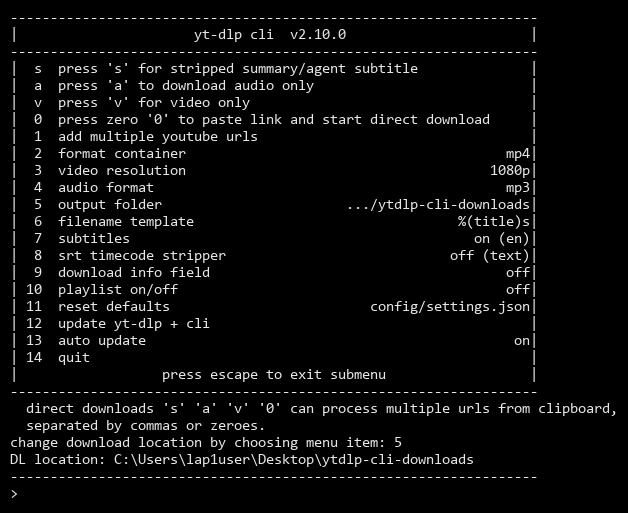 ------------------------------------------------------------------
|                      yt-dlp cli  v2.10.0                       |
------------------------------------------------------------------
|  s  press 's' for stripped summary/agent subtitle              |
|  a  press 'a' to download audio only                           |
|  v  press 'v' for video only                                   |
|  0  press zero '0' to paste link and start direct download     |
|  1  add multiple youtube urls                                  |
|  2  format container                                        mp4|
|  3  video resolution                                      1080p|
|  4  audio format                                            mp3|
|  5  output folder                       .../ytdlp-cli-downloads|
|  6  filename template                                 %(title)s|
|  7  subtitles                                           on (en)|
|  8  srt timecode stripper                            off (text)|
|  9  download info field                                     off|
| 10  playlist on/off                                         off|
| 11  reset defaults                         config/settings.json|
| 12  update yt-dlp + cli                                        |
| 13  auto update                                              on|
| 14  quit                                                       |
|                  press escape to exit submenu                  |
------------------------------------------------------------------
  direct downloads 's' 'a' 'v' '0' can process multiple urls from clipboard,
  separated by commas or zeroes.
change download location by choosing menu item: 5
DL location: C:\Users\lap1user\Desktop\ytdlp-cli-downloads
------------------------------------------------------------------
>